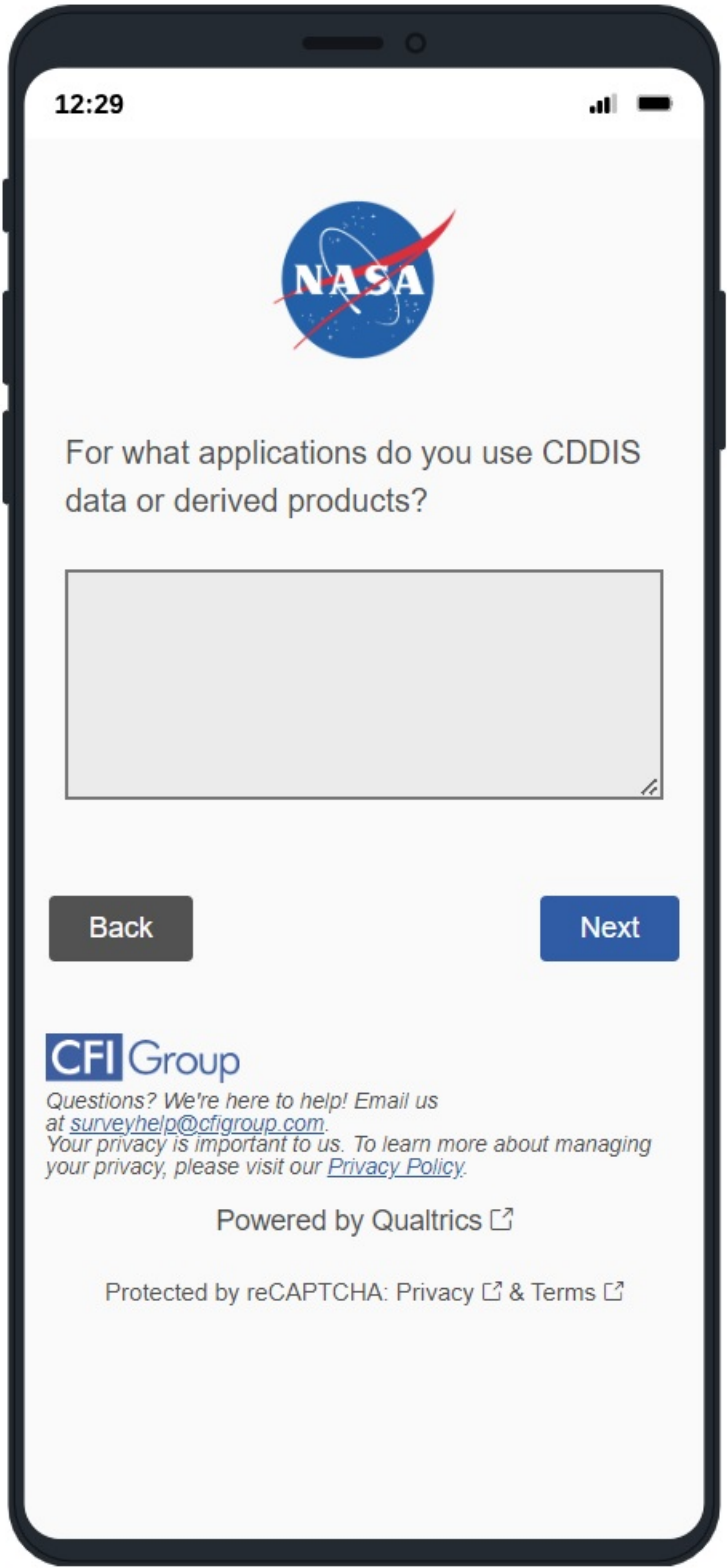 12:29
NASA
For what applications do you use CDDIS
data or derived products?
Back
Next
CFI Group
Questions? We're here to help! Email us
at surveyhelp@cfigroup.com.
Your privacy is important to us. To learn more about managing
your privacy, please visit our Privacy Policy.
Powered by Qualtrics
Protected by reCAPTCHA: Privacy & Terms